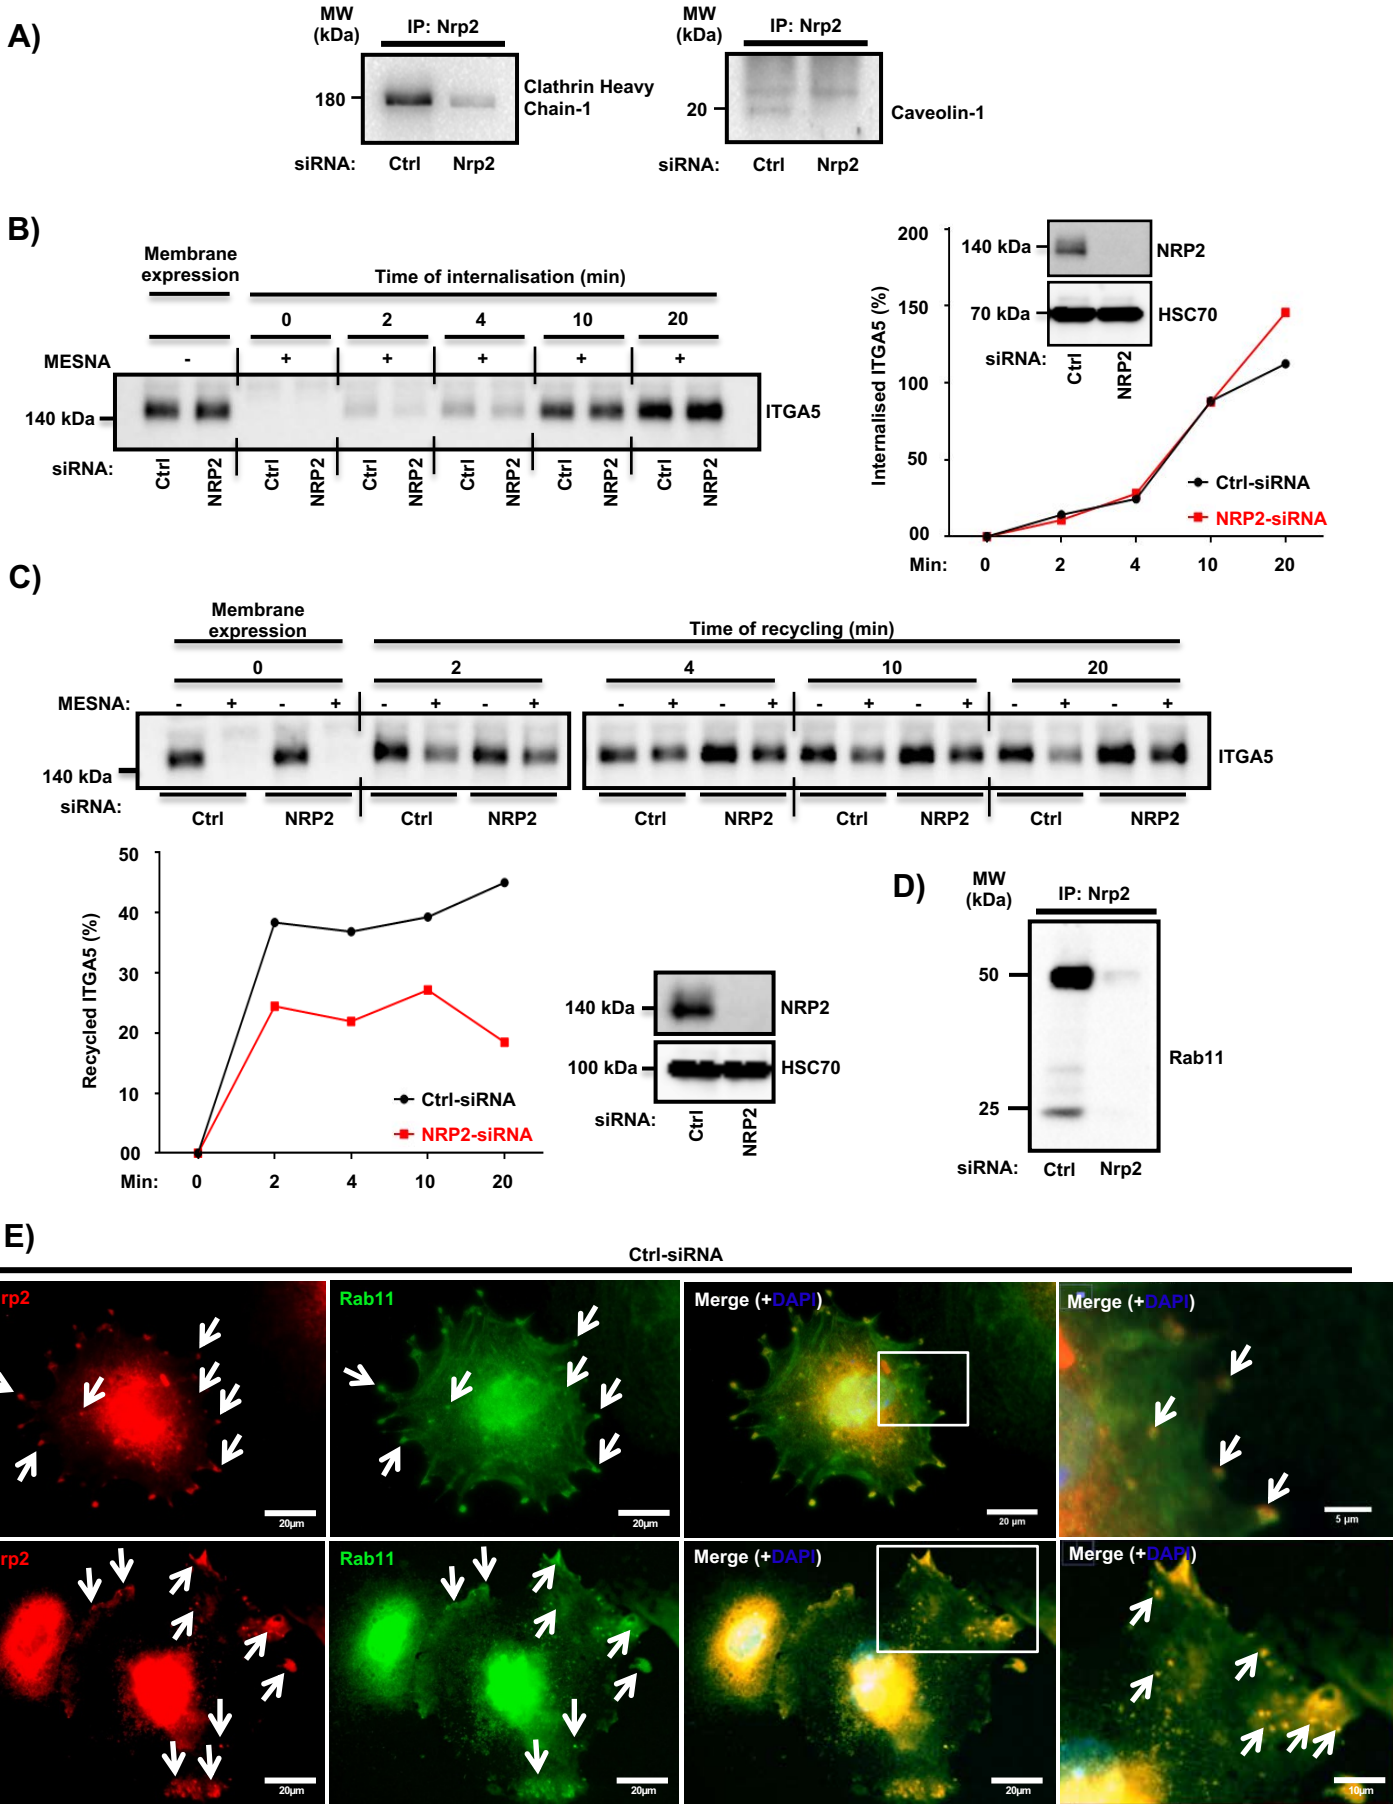 A)
MW
(kDa)
IP: Nrp2
180
Clathrin Heavy
Chain-1
siRNA: Ctrl Nrp2
MW
(kDa)
IP: Nrp2
20
Caveolin-1
siRNA: Ctrl Nrp2
B)
Membrane
expression
Time of internalisation (min)
0 2 4 10 20
MESNA - + + + + +
140 kDa
ITGA5
siRNA: Ctrl NRP2 Ctrl NRP2 Ctrl NRP2 Ctrl NRP2 Ctrl NRP2 Ctrl NRP2
Internalised ITGA5 (%)
200
150
100
50
00
140 kDa NRP2
70 kDa HSC70
siRNA: Ctrl NRP2
Ctrl-siRNA
NRP2-siRNA
Min: 0 2 4 10 20
C)
Membrane
expression
Time of recycling (min)
0 2 4 10 20
MESNA: - + - + - + - + - + - + - + - + - + - +
140 kDa
ITGA5
siRNA: Ctrl NRP2 Ctrl NRP2 Ctrl NRP2 Ctrl NRP2 Ctrl NRP2
Recycled ITGA5 (%)
50
40
30
20
10
00
Ctrl-siRNA
NRP2-siRNA
Min: 0 2 4 10 20
140 kDa NRP2
100 kDa HSC70
siRNA: Ctrl NRP2
D)
MW
(kDa)
IP: Nrp2
50
25
Rab11
siRNA: Ctrl Nrp2
E)
Ctrl-siRNA
rp2
20µm
Rab11
20µm
Merge (+DAPI)
20 µm
Merge (+DAPI)
5 µm
rp2
20µm
Rab11
20µm
Merge (+DAPI)
20µm
Merge (+DAPI)
10µm